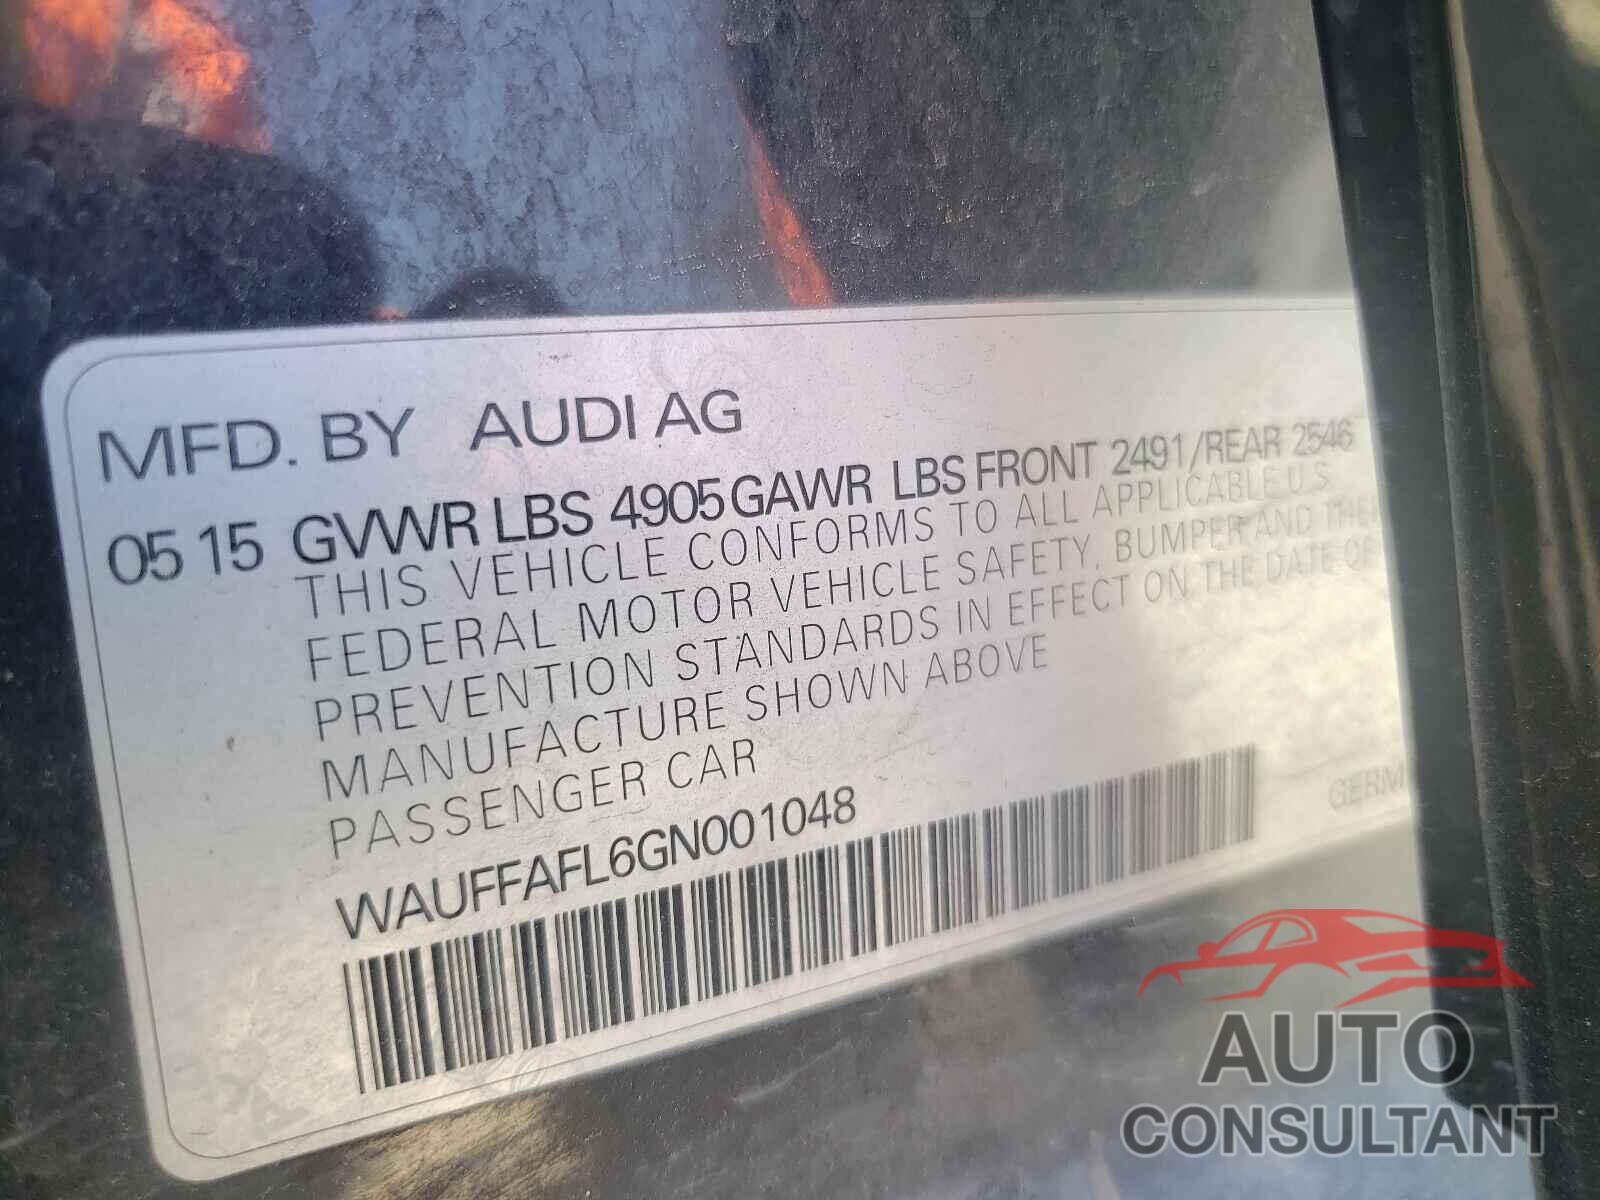 MFD. BY AUDI AG
05 15 GVWR LBS 4905 GAWR LBS FRONT 2491/REAR 2546
THIS VEHICLE CONFORMS TO ALL APPLICABLE U.S
FEDERAL MOTOR VEHICLE SAFETY, BUMPER AND THEF
PREVENTION STANDARDS IN EFFECT ON THE DATE OF
MANUFACTURE SHOWN ABOVE
PASSENGER CAR
WAUFFAFL6GN001048
GERM
AUTO
CONSULTANT